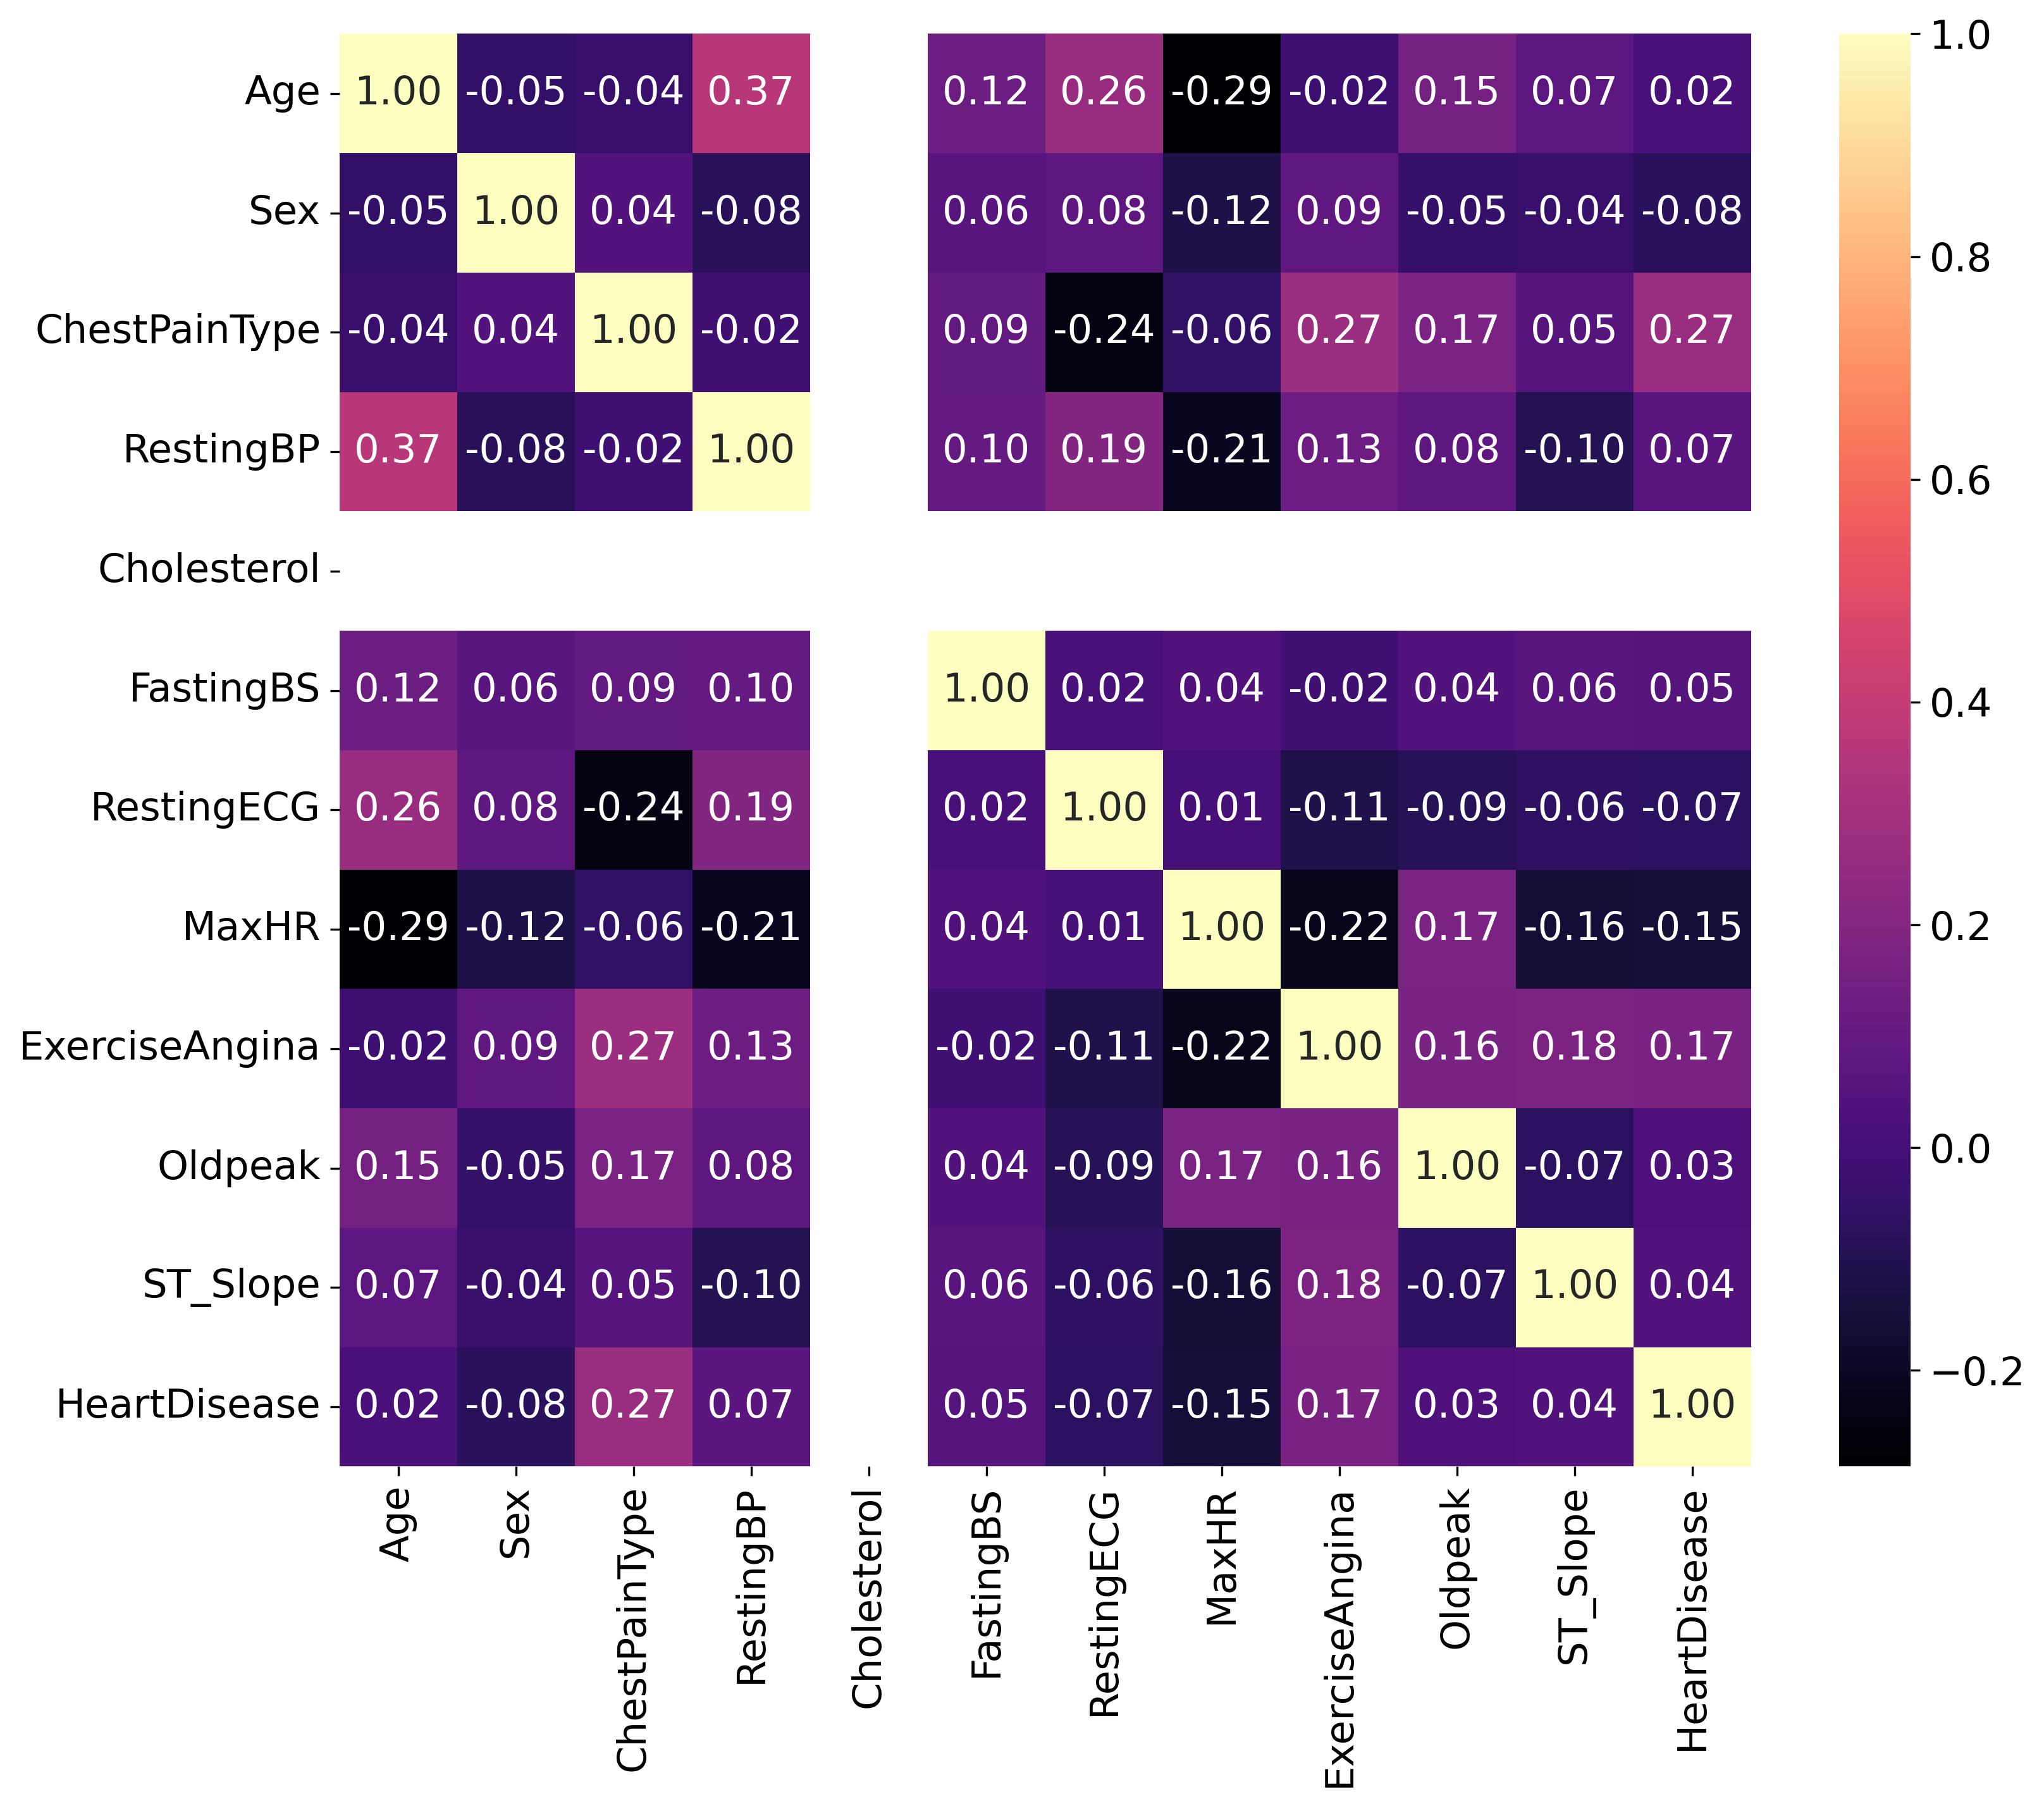 Age 1.00 -0.05 -0.04 0.37 0.12 0.26 -0.29 -0.02 0.15 0.07 0.02
Sex -0.05 1.00 0.04 -0.08 0.06 0.08 -0.12 0.09 -0.05 -0.04 -0.08
ChestPainType -0.04 0.04 1.00 -0.02 0.09 -0.24 -0.06 0.27 0.17 0.05 0.27
RestingBP 0.37 -0.08 -0.02 1.00 0.10 0.19 -0.21 0.13 0.08 -0.10 0.07
Cholesterol
FastingBS 0.12 0.06 0.09 0.10 1.00 0.02 0.04 -0.02 0.04 0.06 0.05
RestingECG 0.26 0.08 -0.24 0.19 0.02 1.00 0.01 -0.11 -0.09 -0.06 -0.07
MaxHR -0.29 -0.12 -0.06 -0.21 0.04 0.01 1.00 -0.22 0.17 -0.16 -0.15
ExerciseAngina -0.02 0.09 0.27 0.13 -0.02 -0.11 -0.22 1.00 0.16 0.18 0.17
Oldpeak 0.15 -0.05 0.17 0.08 0.04 -0.09 0.17 0.16 1.00 -0.07 0.03
ST_Slope 0.07 -0.04 0.05 -0.10 0.06 -0.06 -0.16 0.18 -0.07 1.00 0.04
HeartDisease 0.02 -0.08 0.27 0.07 0.05 -0.07 -0.15 0.17 0.03 0.04 1.00
Age
Sex
ChestPainType
RestingBP
Cholesterol
FastingBS
RestingECG
MaxHR
ExerciseAngina
Oldpeak
ST_Slope
HeartDisease
1.0
0.8
0.6
0.4
0.2
0.0
−0.2